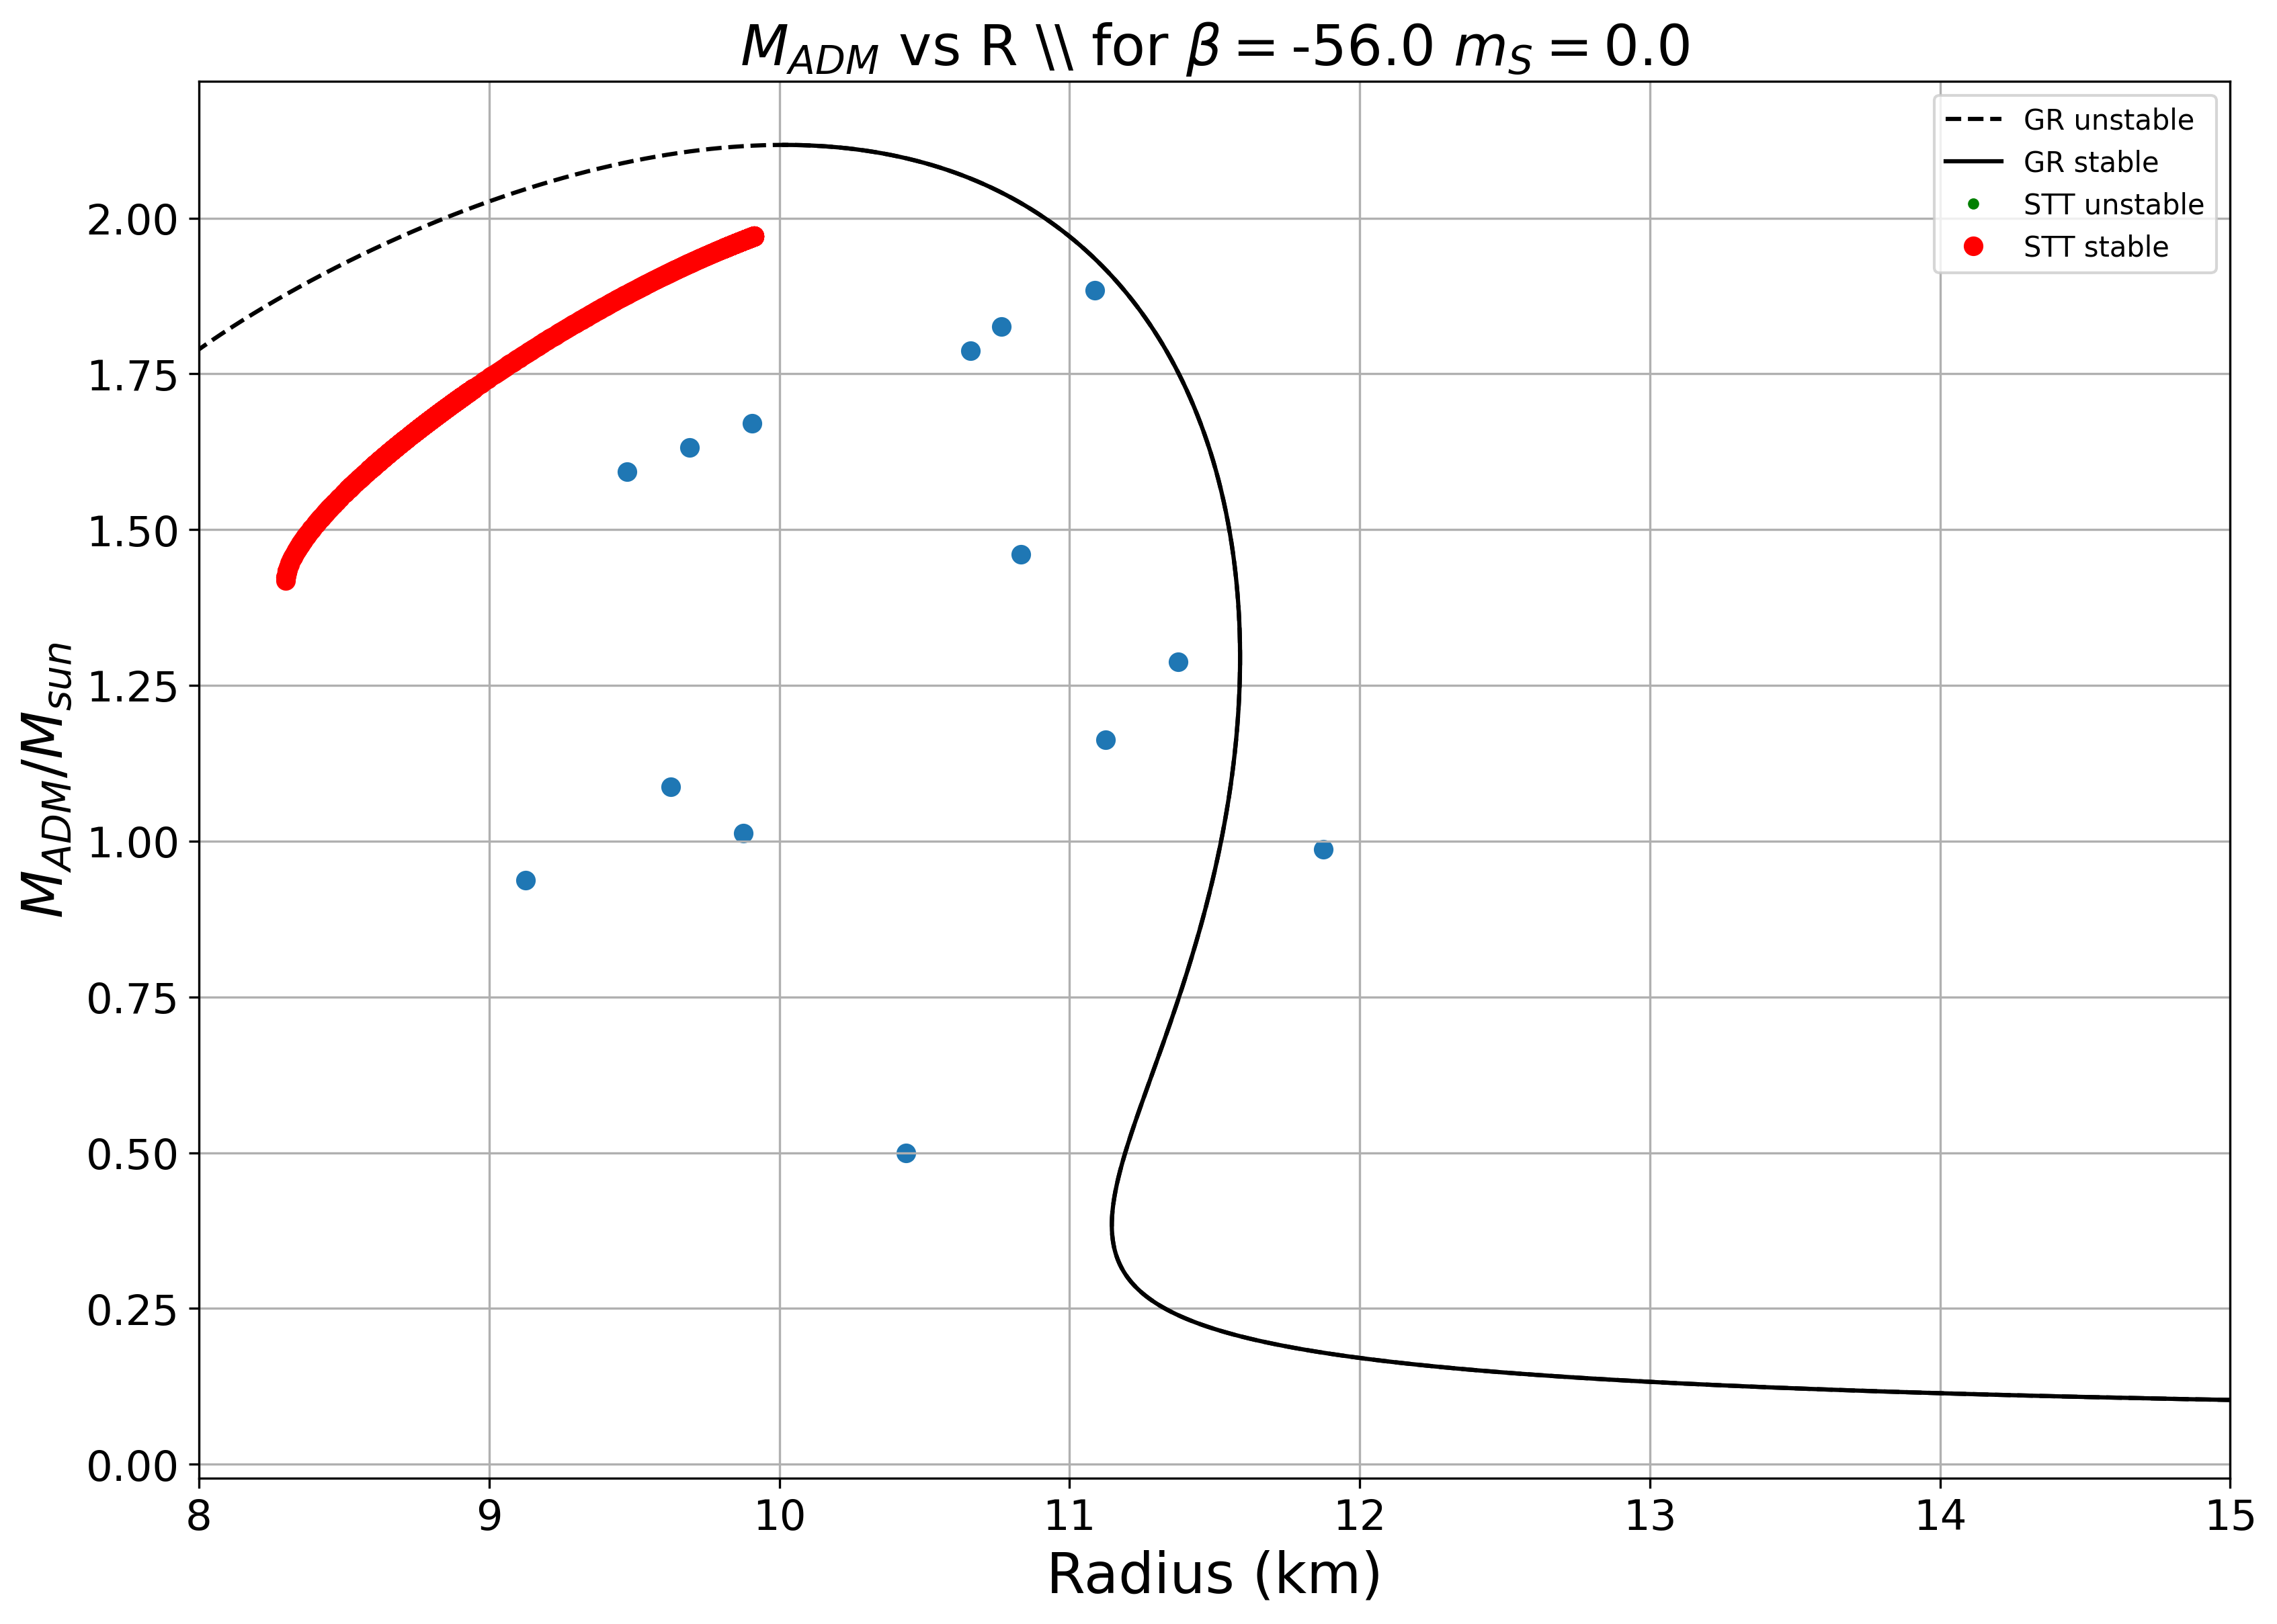 M_ADM vs R \\ for β = -56.0 m_S = 0.0
GR unstable
GR stable
STT unstable
STT stable
M_ADM/M_sun
2.00
1.75
1.50
1.25
1.00
0.75
0.50
0.25
0.00
8 9 10 11 12 13 14 15
Radius (km)